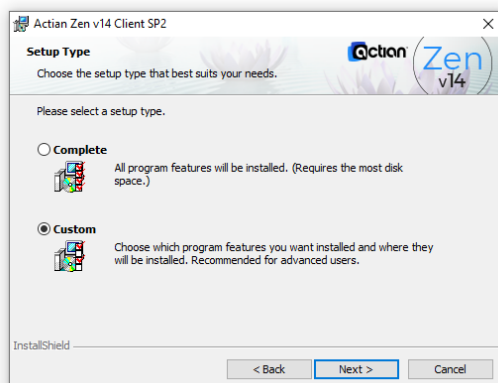 Actian Zen v14 Client SP2
Setup Type
Choose the setup type that best suits your needs.
actian
Zen
v14
Please select a setup type.
Complete
All program features will be installed. (Requires the most disk
space.)
Custom
Choose which program features you want installed and where they
will be installed. Recommended for advanced users.
InstallShield
< Back
Next >
Cancel